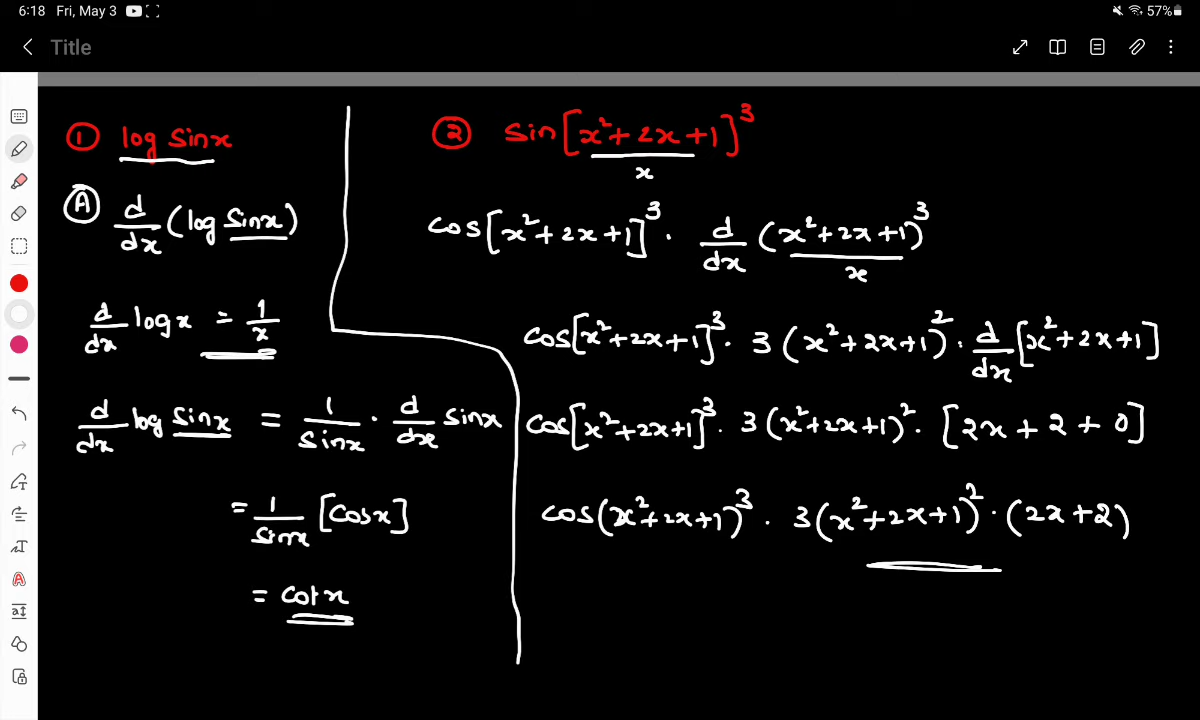 6:18 Fri, May 3
57%
Title
① log sinx
Ⓐ d/dx (log sinx)
d/dx logx = 1/x
d/dx log sinx = 1/sinx · d/dx sinx
= 1/sinx [cosx]
= cotx
② sin[x²+2x+1]³
x
cos[x²+2x+1]³ · d/dx (x²+2x+1)³
x
cos[x²+2x+1]³ · 3(x²+2x+1)² · d/dx [x²+2x+1]
cos[x²+2x+1]³ · 3(x²+2x+1)² · [2x+2+0]
cos(x²+2x+1)³ · 3(x²+2x+1)² · (2x+2)